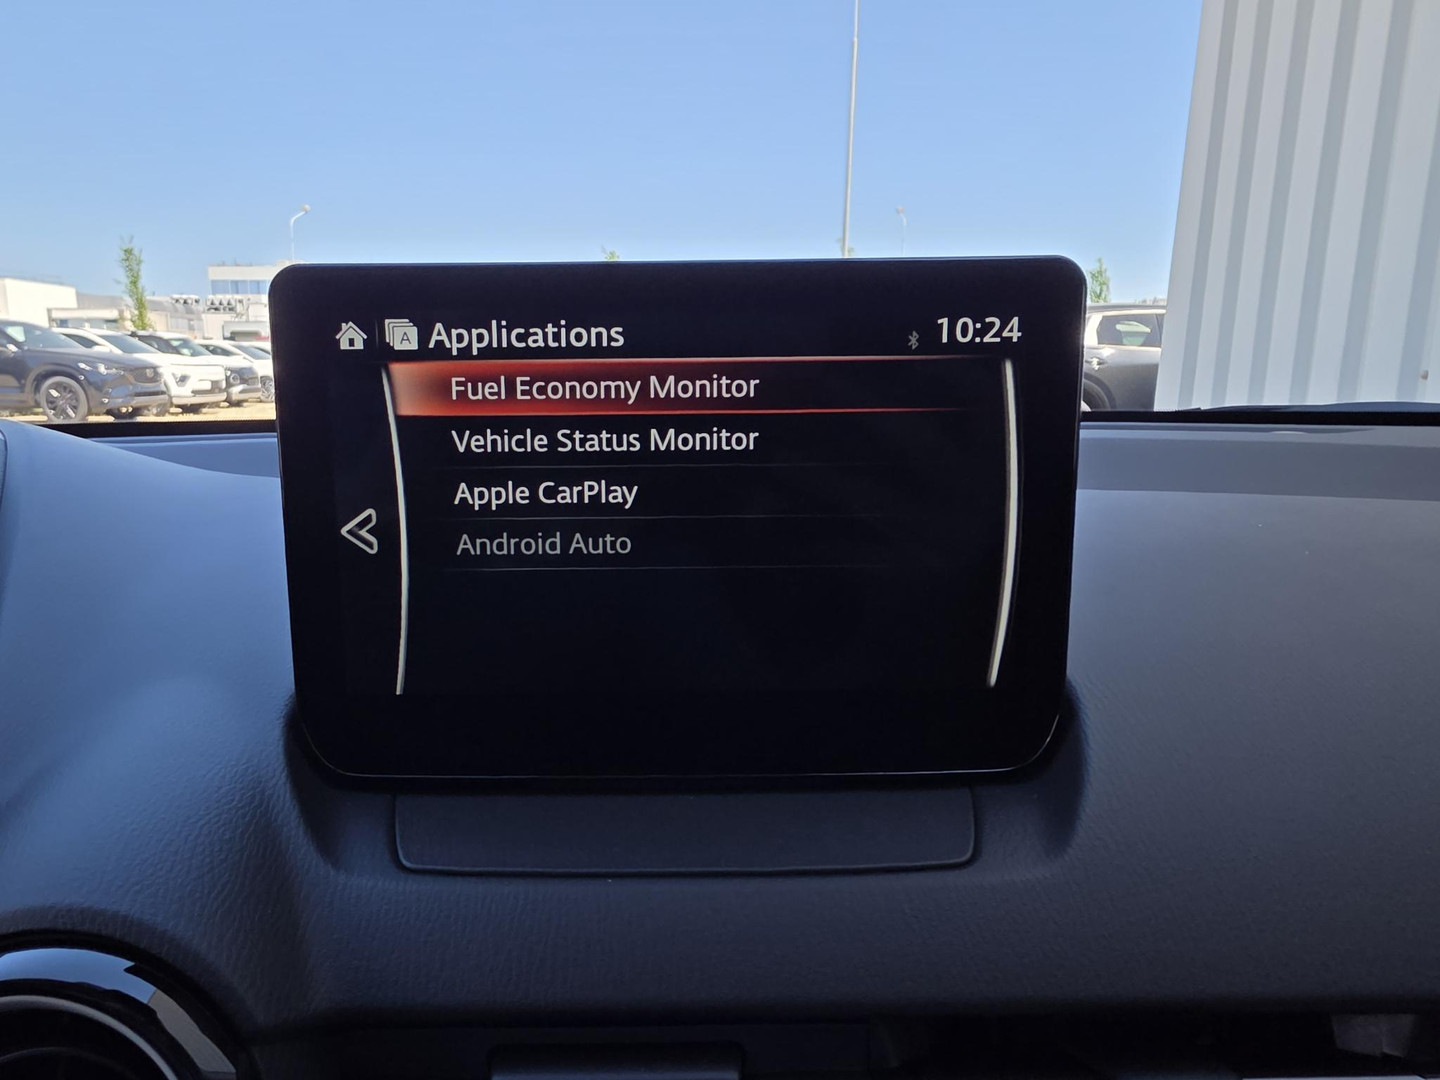 Applications 10:24
Fuel Economy Monitor
Vehicle Status Monitor
Apple CarPlay
Android Auto